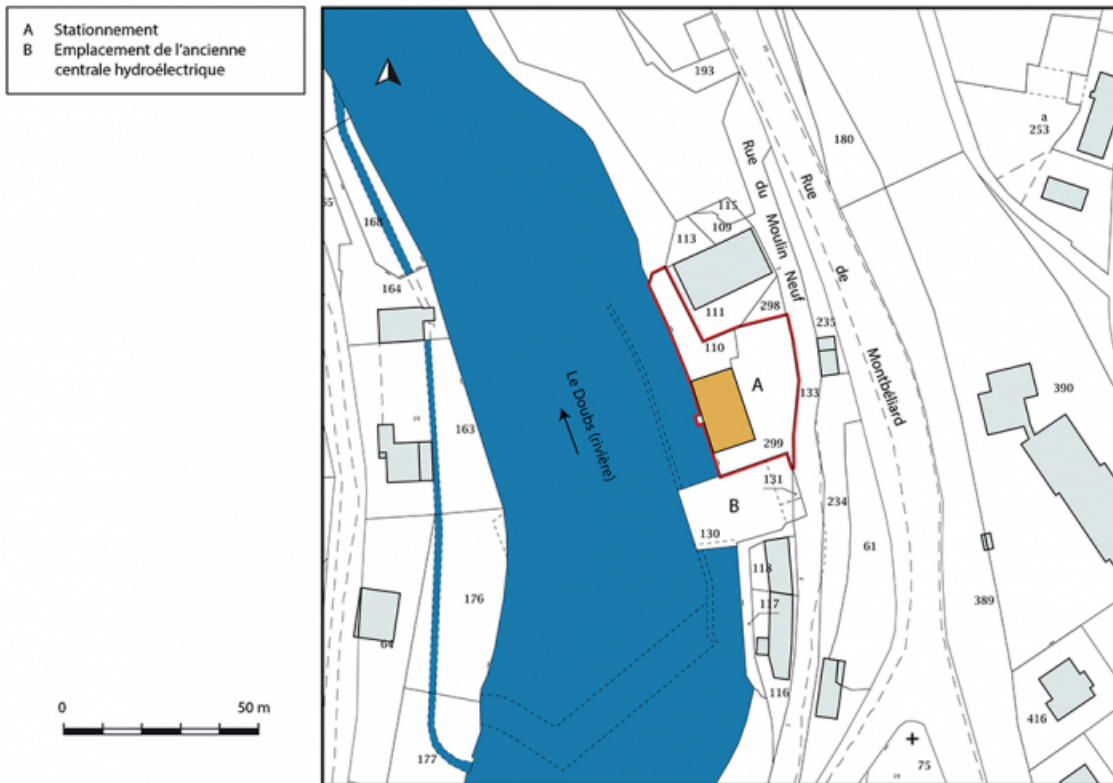 A Stationnement
B Emplacement de l'ancienne
centrale hydroélectrique
0 50 m
193
180
a
253
115
109
113
168
164
111
298
110
235
Rue du Moulin Neuf
Rue de Montbéliard
Le Doubs (rivière)
A
133
390
163
299
131
B
130
234
61
118
117
176
64
389
116
416
177
75